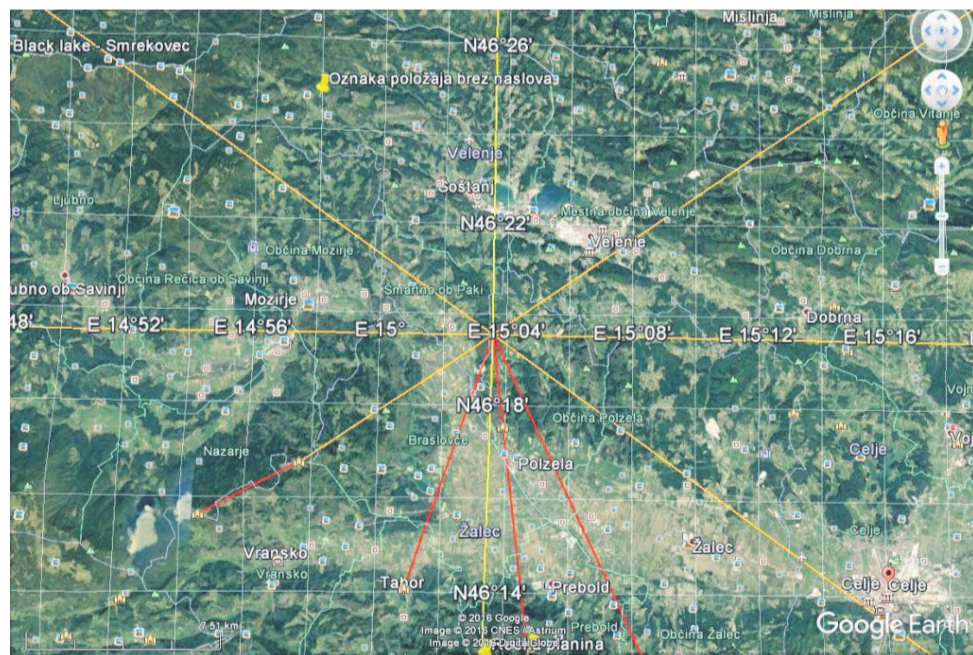 Mislinja
Mislinja
Black lake - Smrekovec
N46°26'
Oznaka položaja brez naslova
Občina Vitanje
Velenje
Šoštanj
Ljubno
Mestna občina Velenje
N46°22'
Velenje
Občina Mozirje
Občina Dobrna
Občina Rečica ob Savinji
Šmartno ob Paki
ubno ob Savinji
Mozirje
Dobrna
48'
E 14°52'
E 14°56'
E 15°
E 15°04'
E 15°08'
E 15°12'
E 15°16'
Vojn
N46°18'
Občina Polzela
Braslovče
Vo
Nazarje
Celje
Polzela
Žalec
Celje
Vransko
Žalec
Vransko
Tabor
Prebold
Celje
Celje
N46°14'
© 2016 Google
Prebold
7.51 km
Image © 2016 CNES / Astrium
Občina Žalec
Google Earth
Image © 2016 DigitalGlobe
planina